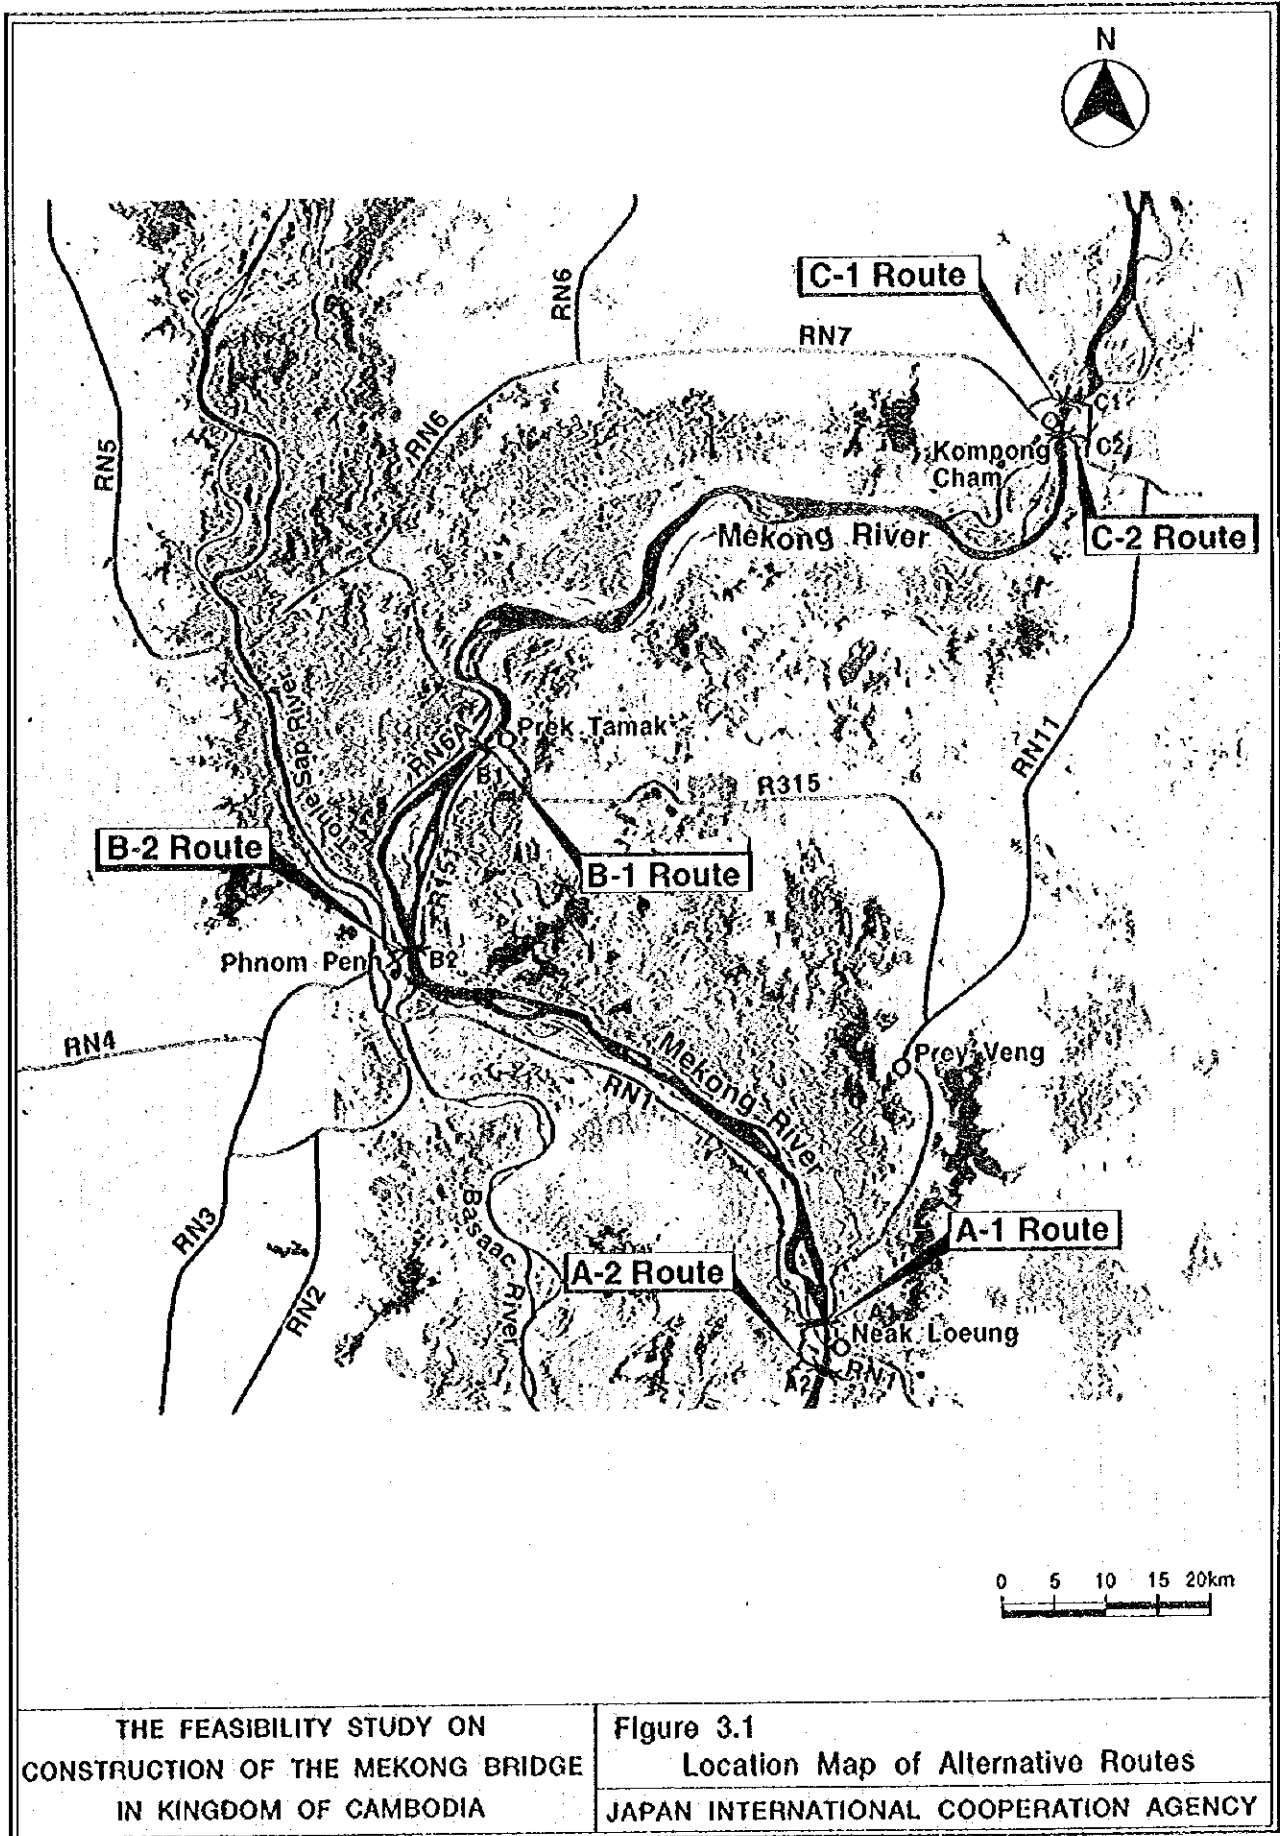 N
C-1 Route
RN6
RN7
RN6
RN5
C1
C2
Kompong
Cham
Mekong River
C-2 Route
Tonle Sap River
RN6A
Prek Tamak
B1
R315
RN11
B-2 Route
B-1 Route
R15
Phnom Penh
B2
RN4
Mekong River
RN1
Prey Veng
RN3
RN2
Basaac River
A-1 Route
A-2 Route
A1
Neak Loeung
A2
RN1
0 5 10 15 20km
THE FEASIBILITY STUDY ON
CONSTRUCTION OF THE MEKONG BRIDGE
IN KINGDOM OF CAMBODIA
Figure 3.1
Location Map of Alternative Routes
JAPAN INTERNATIONAL COOPERATION AGENCY